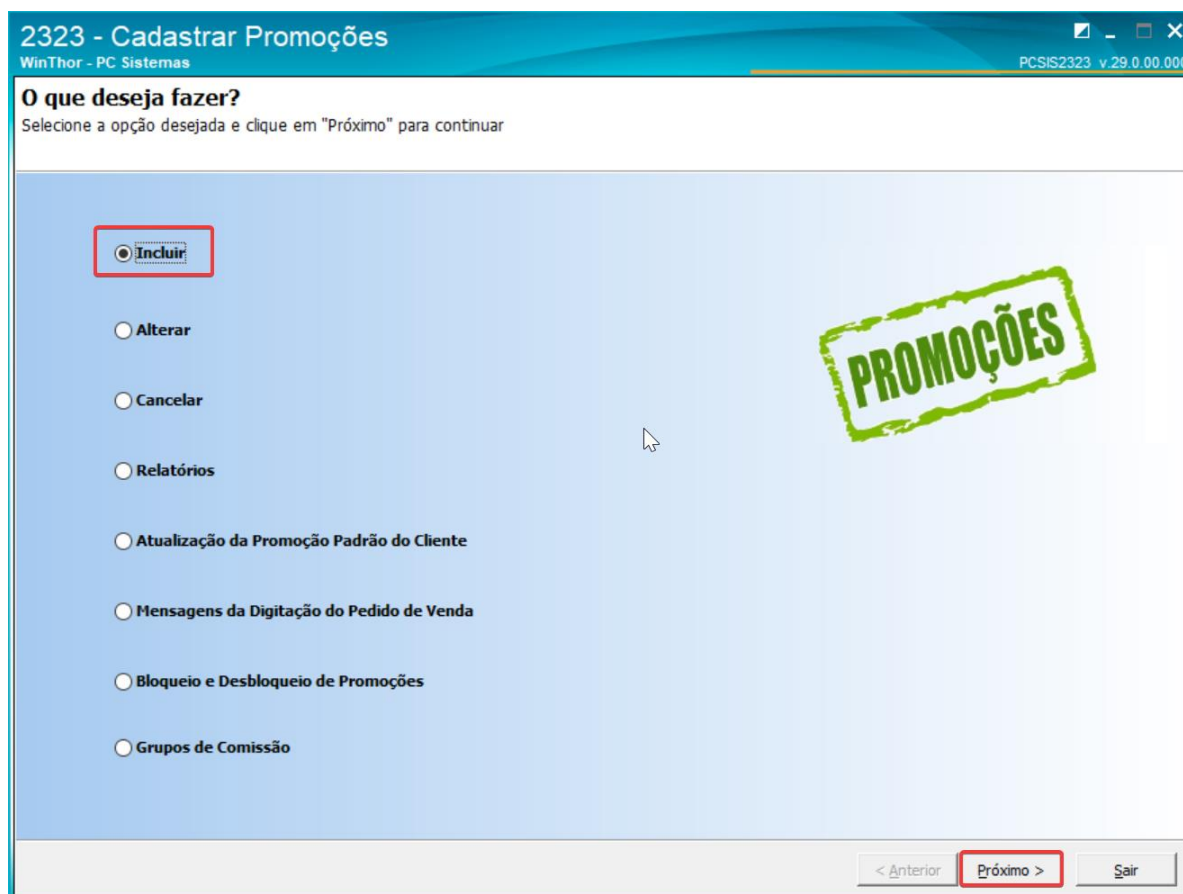 2323 - Cadastrar Promoções
WinThor - PC Sistemas
PCSIS2323 v.29.0.00.000
O que deseja fazer?
Selecione a opção desejada e clique em "Próximo" para continuar
Incluir
Alterar
PROMOÇÕES
Cancelar
Relatórios
Atualização da Promoção Padrão do Cliente
Mensagens da Digitação do Pedido de Venda
Bloqueio e Desbloqueio de Promoções
Grupos de Comissão
< Anterior
Próximo >
Sair